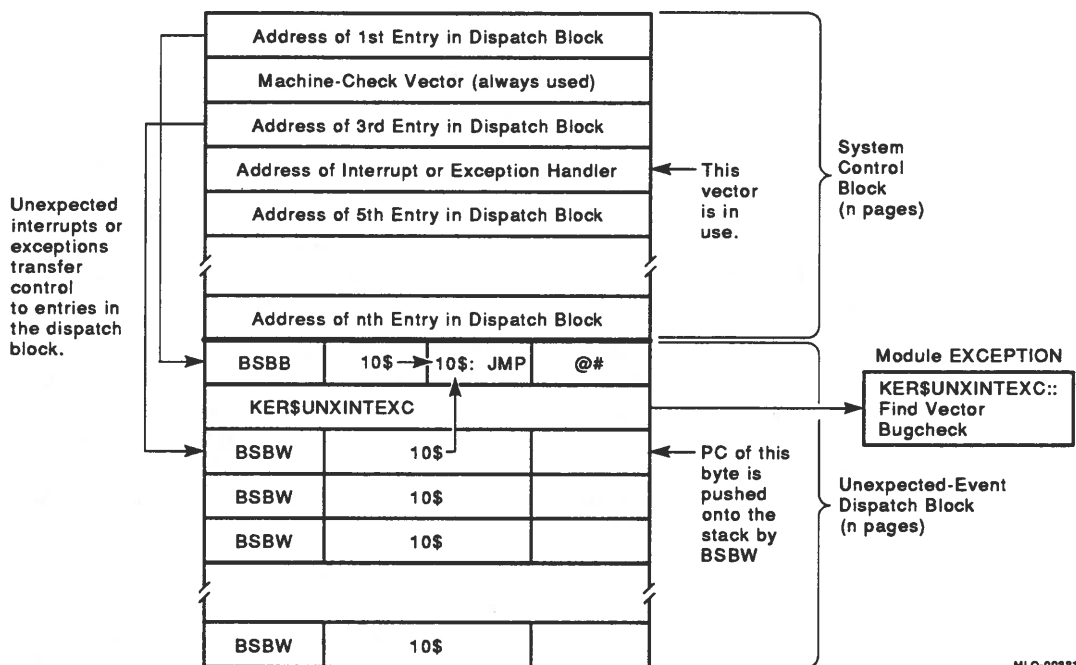 Address of 1st Entry in Dispatch Block
Machine-Check Vector (always used)
Address of 3rd Entry in Dispatch Block
Address of Interrupt or Exception Handler
Address of 5th Entry in Dispatch Block
Address of nth Entry in Dispatch Block
This
vector
is in
use.
System
Control
Block
(n pages)
Unexpected
interrupts or
exceptions
transfer
control
to entries in
the dispatch
block.
BSBB 10$ 10$: JMP @#
KER$UNXINTEXC
BSBW 10$
BSBW 10$
BSBW 10$
BSBW 10$
PC of this
byte is
pushed
onto the
stack by
BSBW
Module EXCEPTION
KER$UNXINTEXC::
Find Vector
Bugcheck
Unexpected-Event
Dispatch Block
(n pages)